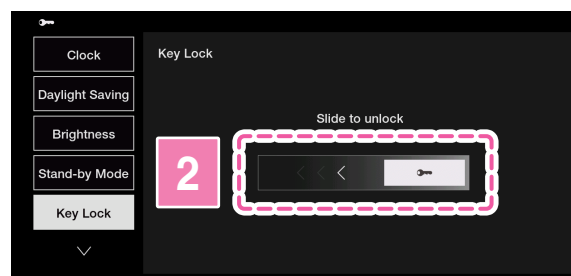 Clock
Key Lock
Daylight Saving
Slide to unlock
Brightness
2
Stand-by Mode
Key Lock